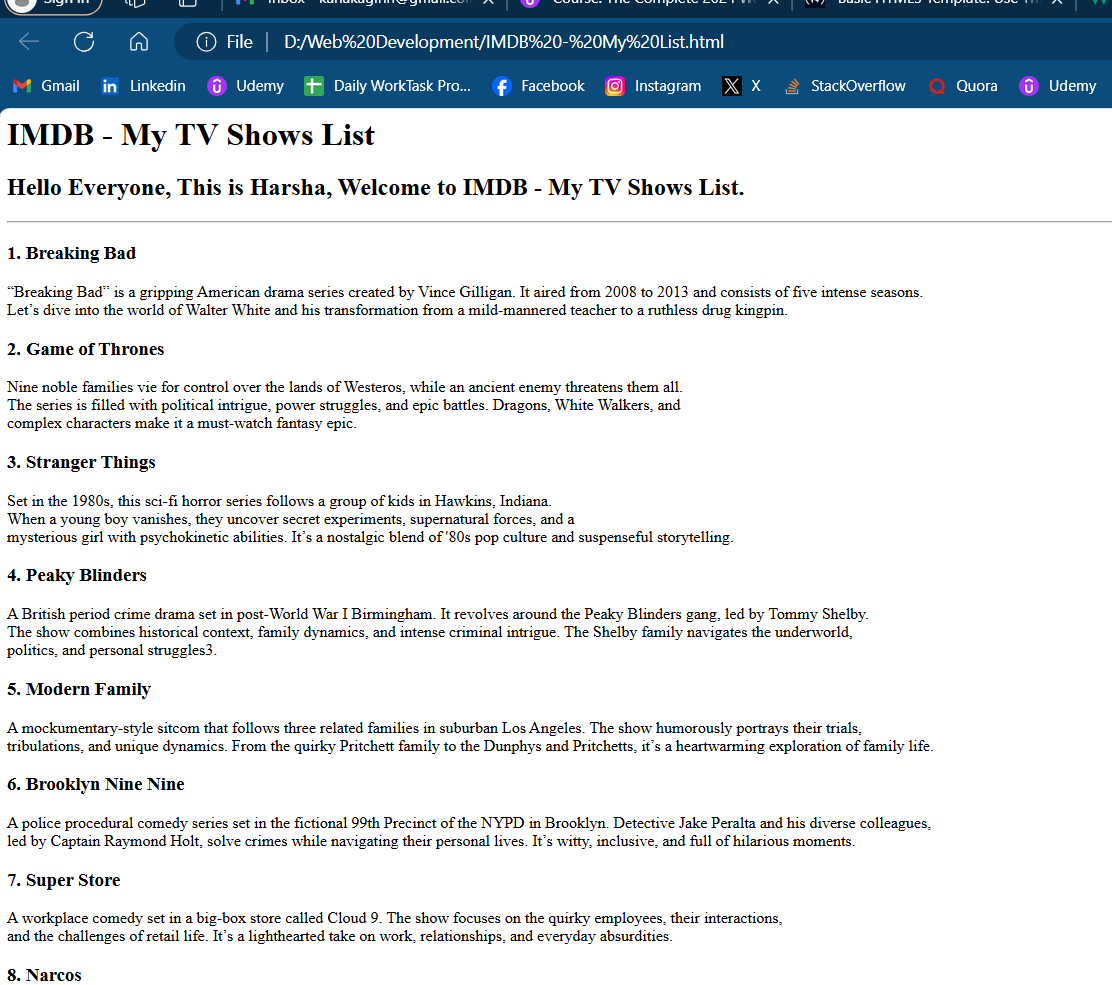 File D:/Web%20Development/IMDB%20-%20My%20List.html
Gmail Linkedin Udemy Daily WorkTask Pro... Facebook Instagram X StackOverflow Quora Udemy
IMDB - My TV Shows List
Hello Everyone, This is Harsha, Welcome to IMDB - My TV Shows List.
1. Breaking Bad
“Breaking Bad” is a gripping American drama series created by Vince Gilligan. It aired from 2008 to 2013 and consists of five intense seasons.
Let’s dive into the world of Walter White and his transformation from a mild-mannered teacher to a ruthless drug kingpin.
2. Game of Thrones
Nine noble families vie for control over the lands of Westeros, while an ancient enemy threatens them all.
The series is filled with political intrigue, power struggles, and epic battles. Dragons, White Walkers, and
complex characters make it a must-watch fantasy epic.
3. Stranger Things
Set in the 1980s, this sci-fi horror series follows a group of kids in Hawkins, Indiana.
When a young boy vanishes, they uncover secret experiments, supernatural forces, and a
mysterious girl with psychokinetic abilities. It’s a nostalgic blend of '80s pop culture and suspenseful storytelling.
4. Peaky Blinders
A British period crime drama set in post-World War I Birmingham. It revolves around the Peaky Blinders gang, led by Tommy Shelby.
The show combines historical context, family dynamics, and intense criminal intrigue. The Shelby family navigates the underworld,
politics, and personal struggles3.
5. Modern Family
A mockumentary-style sitcom that follows three related families in suburban Los Angeles. The show humorously portrays their trials,
tribulations, and unique dynamics. From the quirky Pritchett family to the Dunphys and Pritchetts, it’s a heartwarming exploration of family life.
6. Brooklyn Nine Nine
A police procedural comedy series set in the fictional 99th Precinct of the NYPD in Brooklyn. Detective Jake Peralta and his diverse colleagues,
led by Captain Raymond Holt, solve crimes while navigating their personal lives. It’s witty, inclusive, and full of hilarious moments.
7. Super Store
A workplace comedy set in a big-box store called Cloud 9. The show focuses on the quirky employees, their interactions,
and the challenges of retail life. It’s a lighthearted take on work, relationships, and everyday absurdities.
8. Narcos